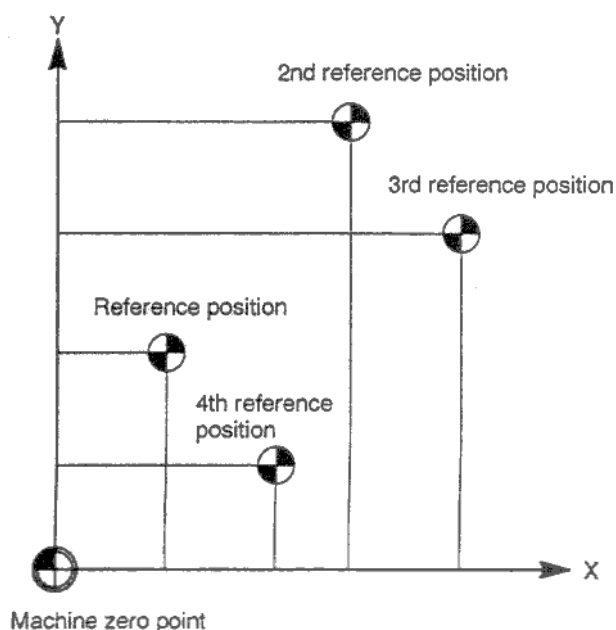 Y
2nd reference position
3rd reference position
Reference position
4th reference
position
X
Machine zero point